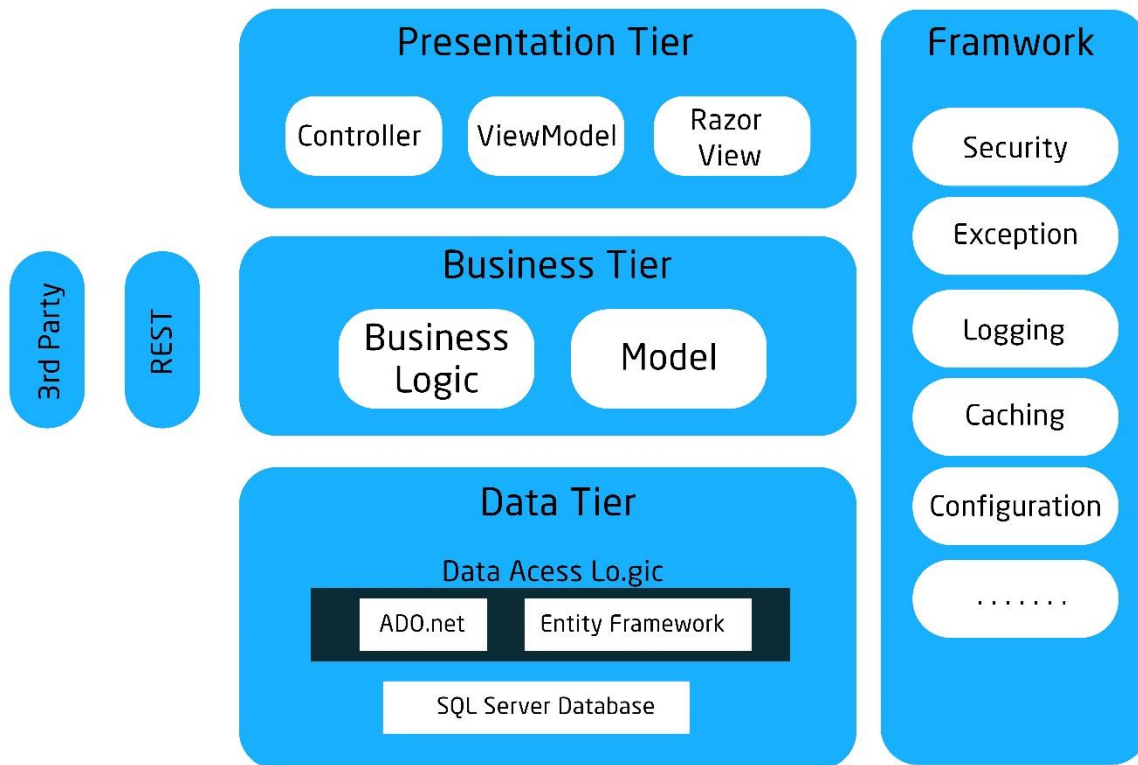 Presentation Tier
Controller
ViewModel
Razor
View
Business Tier
Business
Logic
Model
Data Tier
Data Acess Lo.gic
ADO.net
Entity Framework
SQL Server Database
3rd Party
REST
Framwork
Security
Exception
Logging
Caching
Configuration
. . . . . . .